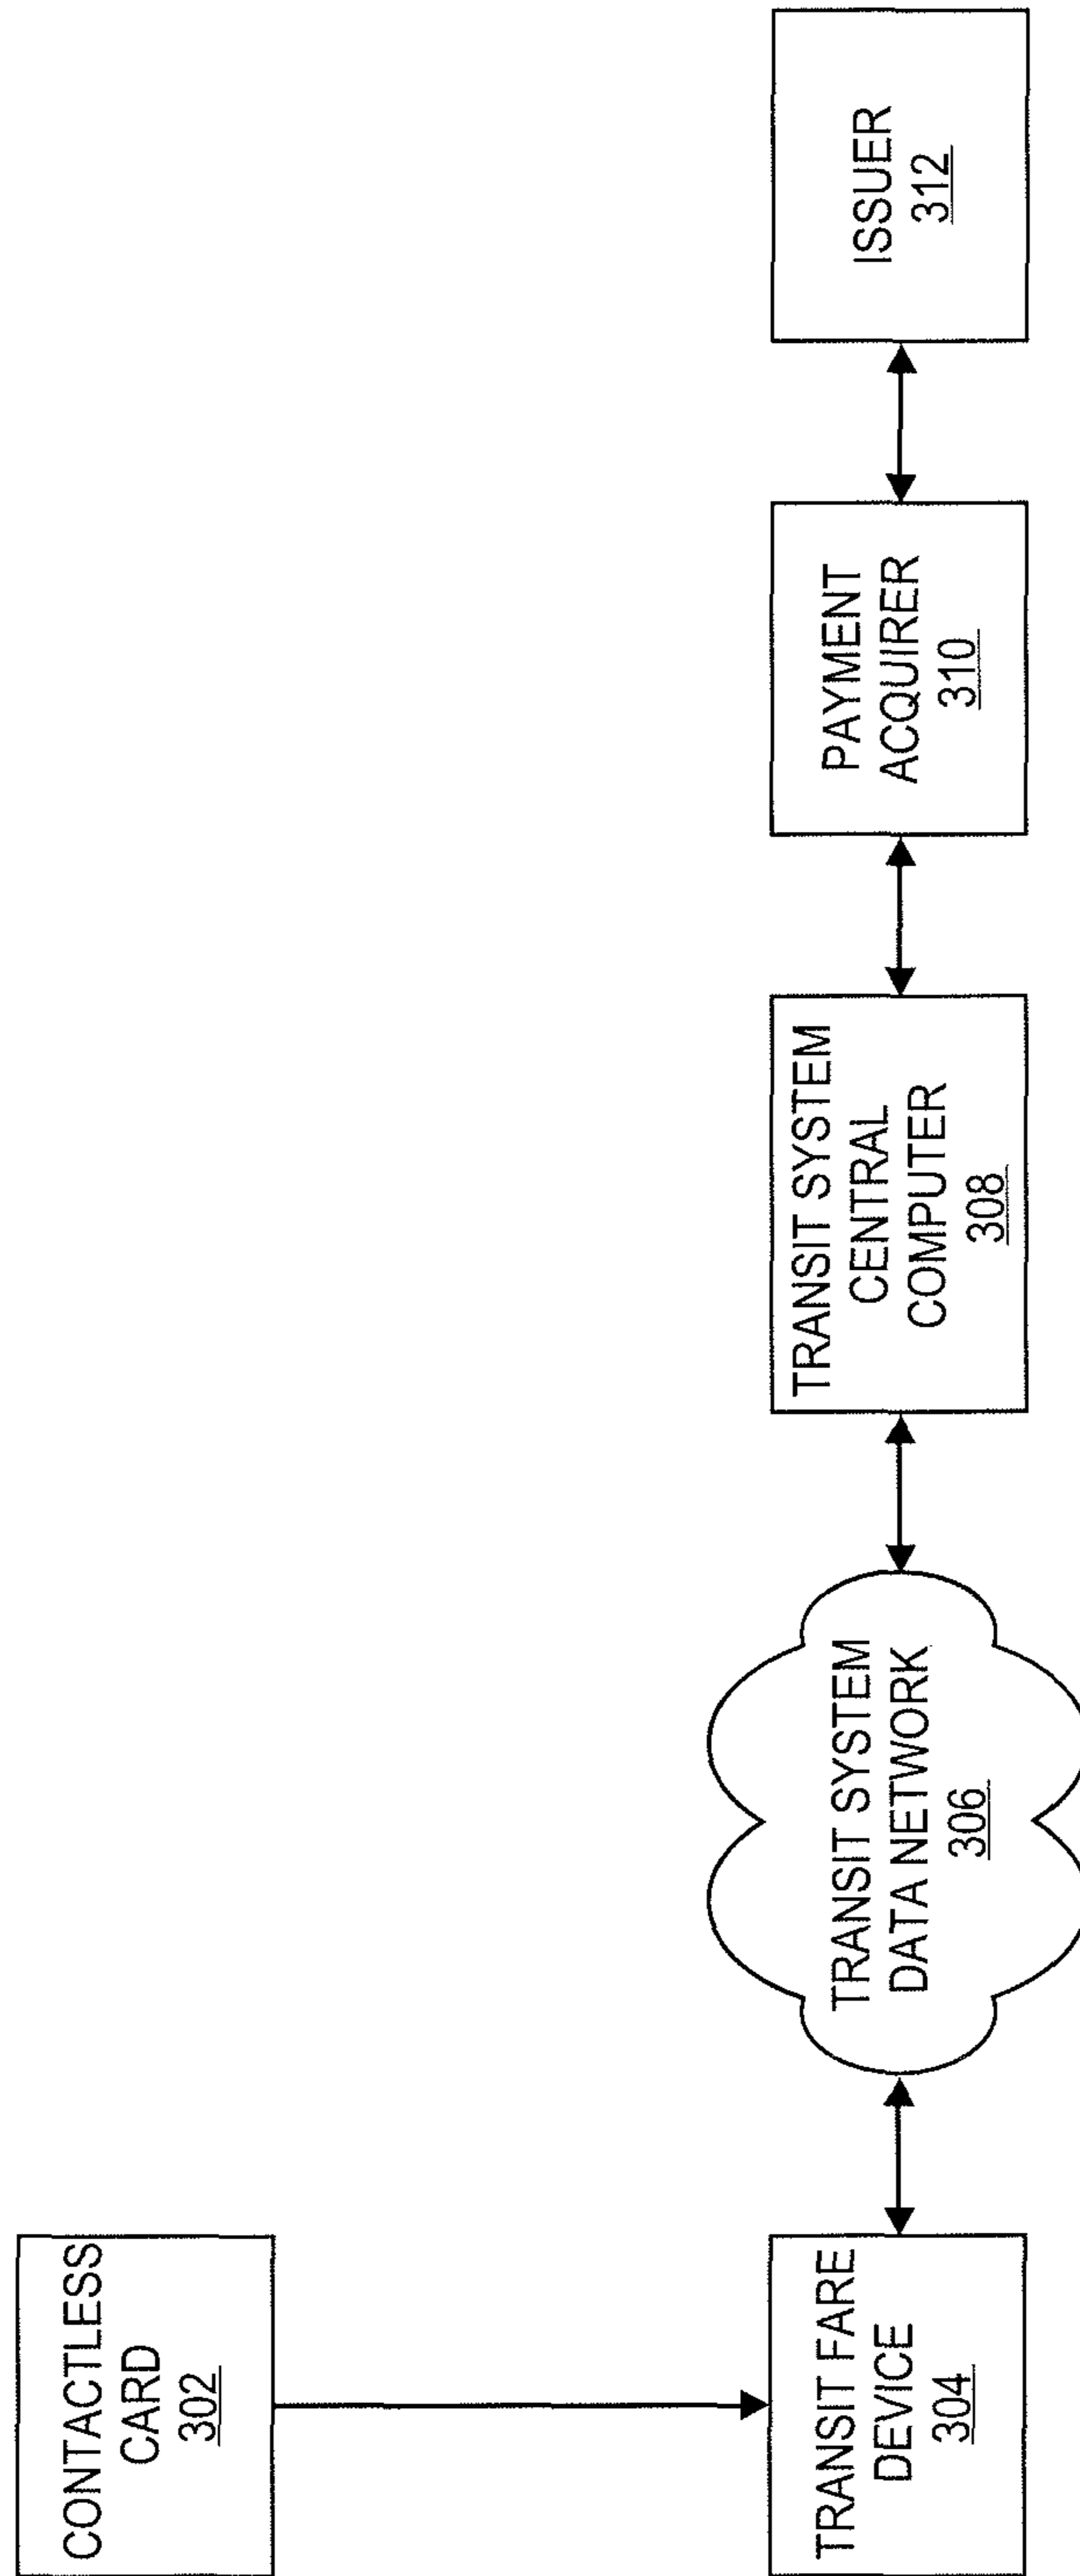 CONTACTLESS
CARD
302
TRANSIT FARE
DEVICE
304
TRANSIT SYSTEM
DATA NETWORK
306
TRANSIT SYSTEM
CENTRAL
COMPUTER
308
PAYMENT
ACQUIRER
310
ISSUER
312